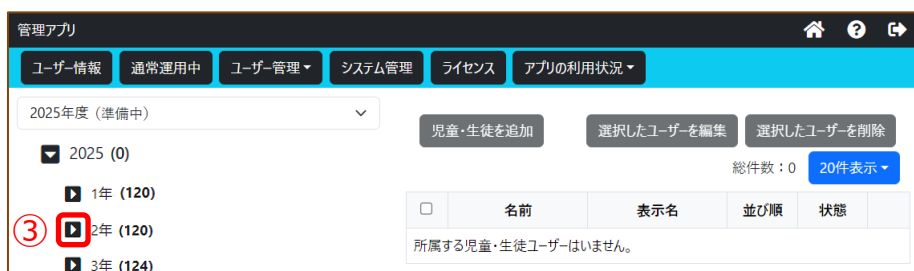 管理アプリ
ユーザー情報 通常運用中 ユーザー管理 システム管理 ライセンス アプリの利用状況
2025年度（準備中）
児童・生徒を追加 選択したユーザーを編集 選択したユーザーを削除
2025 (0)
総件数：0 20件表示
1年 (120)
名前 表示名 並び順 状態
③ 2年 (120)
所属する児童・生徒ユーザーはいません。
3年 (124)